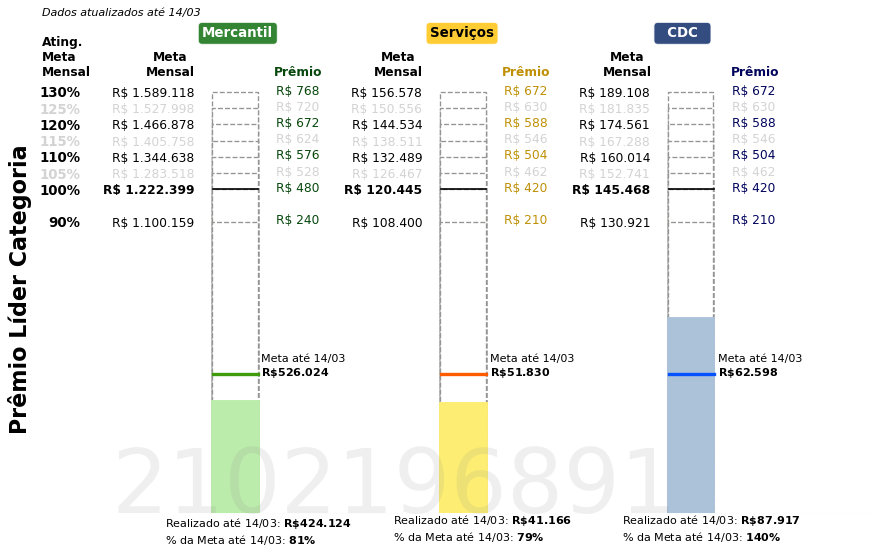 Dados atualizados até 14/03
Mercantil
Serviços
CDC
Ating.
Meta
Mensal
Meta
Mensal
Prêmio
Meta
Mensal
Prêmio
Meta
Mensal
Prêmio
130% R$ 1.589.118 R$ 768 R$ 156.578 R$ 672 R$ 189.108 R$ 672
125% R$ 1.527.998 R$ 720 R$ 150.556 R$ 630 R$ 181.835 R$ 630
120% R$ 1.466.878 R$ 672 R$ 144.534 R$ 588 R$ 174.561 R$ 588
115% R$ 1.405.758 R$ 624 R$ 138.511 R$ 546 R$ 167.288 R$ 546
110% R$ 1.344.638 R$ 576 R$ 132.489 R$ 504 R$ 160.014 R$ 504
105% R$ 1.283.518 R$ 528 R$ 126.467 R$ 462 R$ 152.741 R$ 462
100% R$ 1.222.399 R$ 480 R$ 120.445 R$ 420 R$ 145.468 R$ 420
90% R$ 1.100.159 R$ 240 R$ 108.400 R$ 210 R$ 130.921 R$ 210
Prêmio Líder Categoria
Meta até 14/03
R$526.024
Meta até 14/03
R$51.830
Meta até 14/03
R$62.598
2102196891
Realizado até 14/03: R$424.124
% da Meta até 14/03: 81%
Realizado até 14/03: R$41.166
% da Meta até 14/03: 79%
Realizado até 14/03: R$87.917
% da Meta até 14/03: 140%